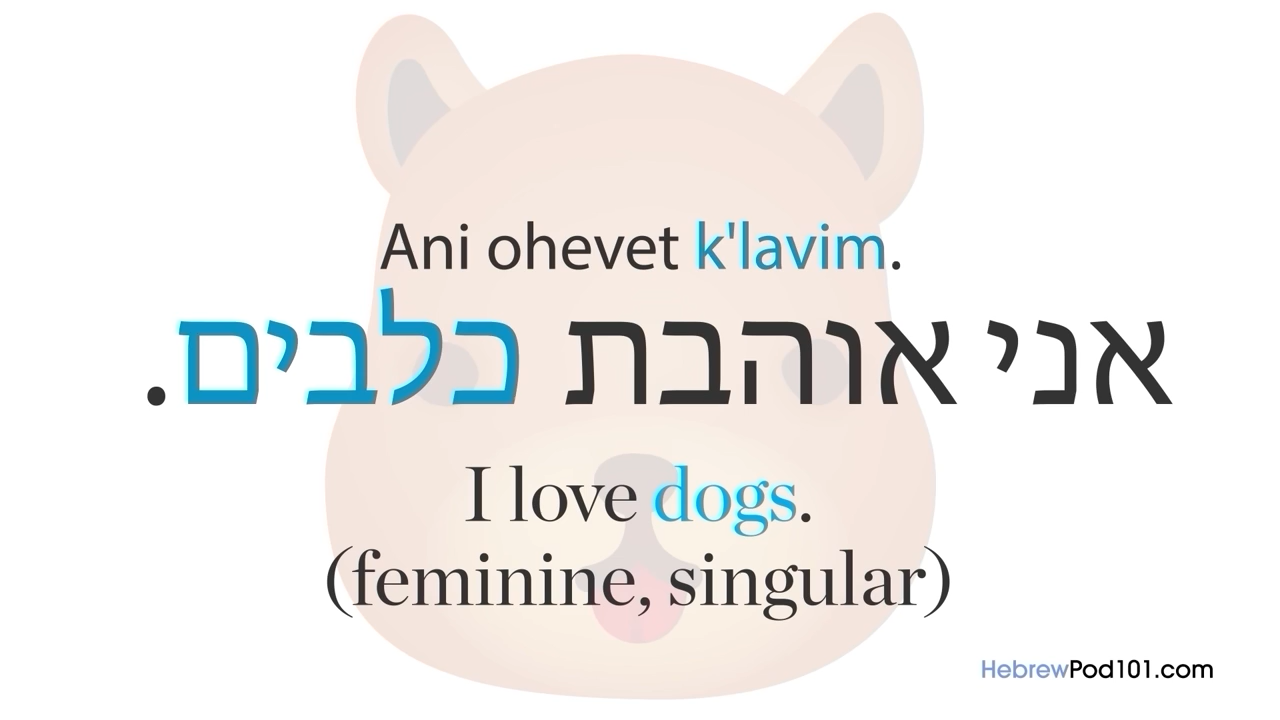 Ani ohevet k'lavim.
אני אוהבת כלבים.
I love dogs.
(feminine, singular)
HebrewPod101.com